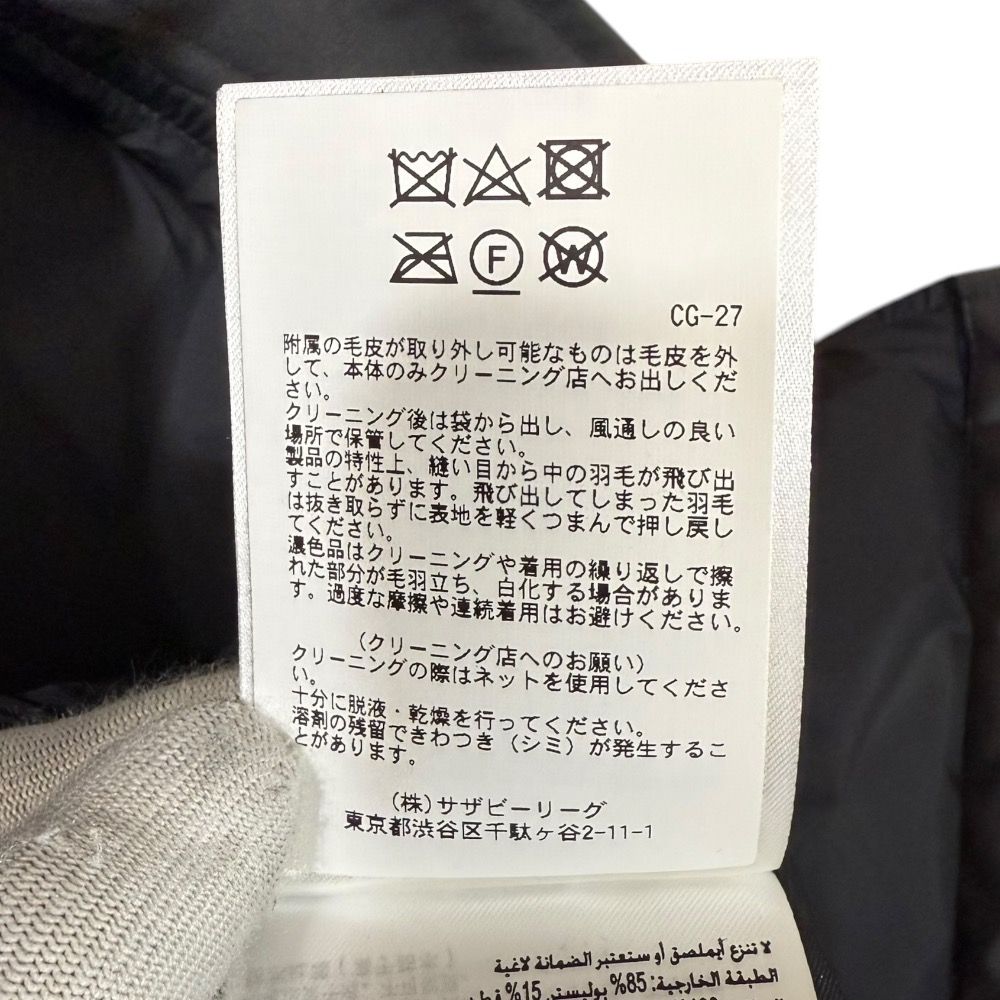 F
W
CG-27
附属の毛皮が取り外し可能なものは毛皮を外
して、本体のみクリーニング店へお出しくだ
さい。
クリーニング後は袋から出し、風通しの良い
場所で保管してください。
製品の特性上、縫い目から中の羽毛が飛び出
すことがあります。飛び出してしまった羽毛
は抜き取らずに表地を軽くつまんで押し戻し
てください。
濃色品はクリーニングや着用の繰り返しで擦
れた部分が毛羽立ち、白化する場合がありま
す。過度な摩擦や連続着用はお避けください。
(クリーニング店へのお願い)
クリーニングの際はネットを使用してくださ
い。
十分に脱液・乾燥を行ってください。
溶剤の残留できわつき(シミ)が発生するこ
とがあります。
(株)サザビーリーグ
東京都渋谷区千駄ヶ谷2-11-1
لا تنزع أيملصق أو ستعتبر الضمانة لاغية
الطبقة الخارجية: 85% بوليستر, 15%